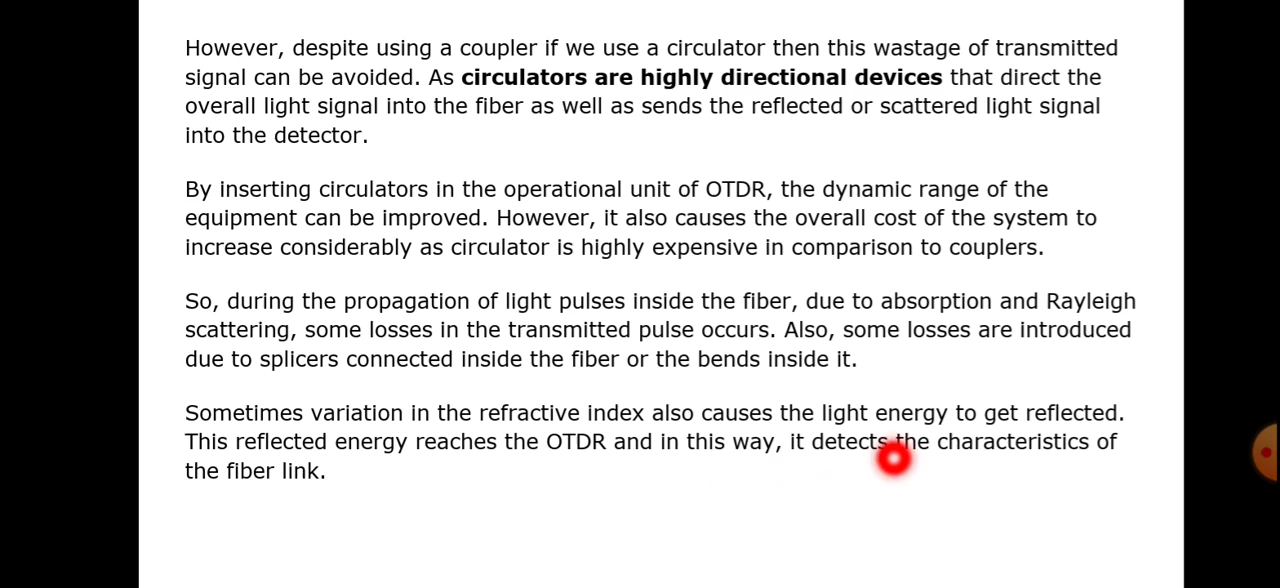 However, despite using a coupler if we use a circulator then this wastage of transmitted
signal can be avoided. As circulators are highly directional devices that direct the
overall light signal into the fiber as well as sends the reflected or scattered light signal
into the detector.
By inserting circulators in the operational unit of OTDR, the dynamic range of the
equipment can be improved. However, it also causes the overall cost of the system to
increase considerably as circulator is highly expensive in comparison to couplers.
So, during the propagation of light pulses inside the fiber, due to absorption and Rayleigh
scattering, some losses in the transmitted pulse occurs. Also, some losses are introduced
due to splicers connected inside the fiber or the bends inside it.
Sometimes variation in the refractive index also causes the light energy to get reflected.
This reflected energy reaches the OTDR and in this way, it detects the characteristics of
the fiber link.